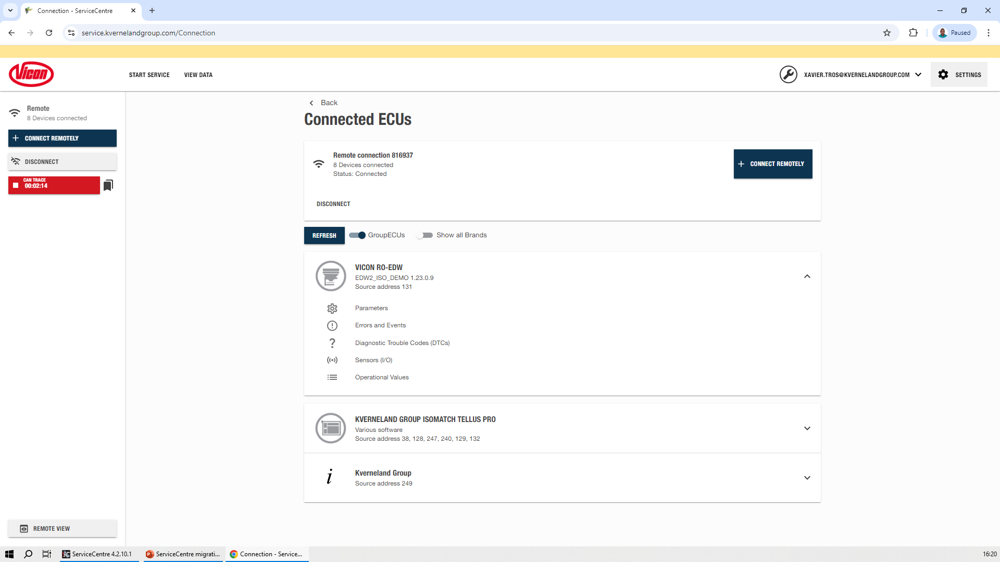 Connection - ServiceCentre
service.kvernelandgroup.com/Connection
Paused
Vicon
START SERVICE
VIEW DATA
XAVIER.TROS@KVERNELANDGROUP.COM
SETTINGS
Remote
8 Devices connected
CONNECT REMOTELY
DISCONNECT
CAN TRACE
00:02:14
REMOTE VIEW
Back
Connected ECUs
Remote connection 816937
8 Devices connected
Status: Connected
CONNECT REMOTELY
DISCONNECT
REFRESH
GroupECUs
Show all Brands
VICON RO-EDW
EDW2_ISO_DEMO 1.23.0.9
Source address 131
Parameters
Errors and Events
Diagnostic Trouble Codes (DTCs)
Sensors (I/O)
Operational Values
KVERNELAND GROUP ISOMATCH TELLUS PRO
Various software
Source address 38, 128, 247, 240, 129, 132
Kverneland Group
Source address 249
ServiceCentre 4.2.10.1
ServiceCentre migrati...
Connection - Service...
16:20